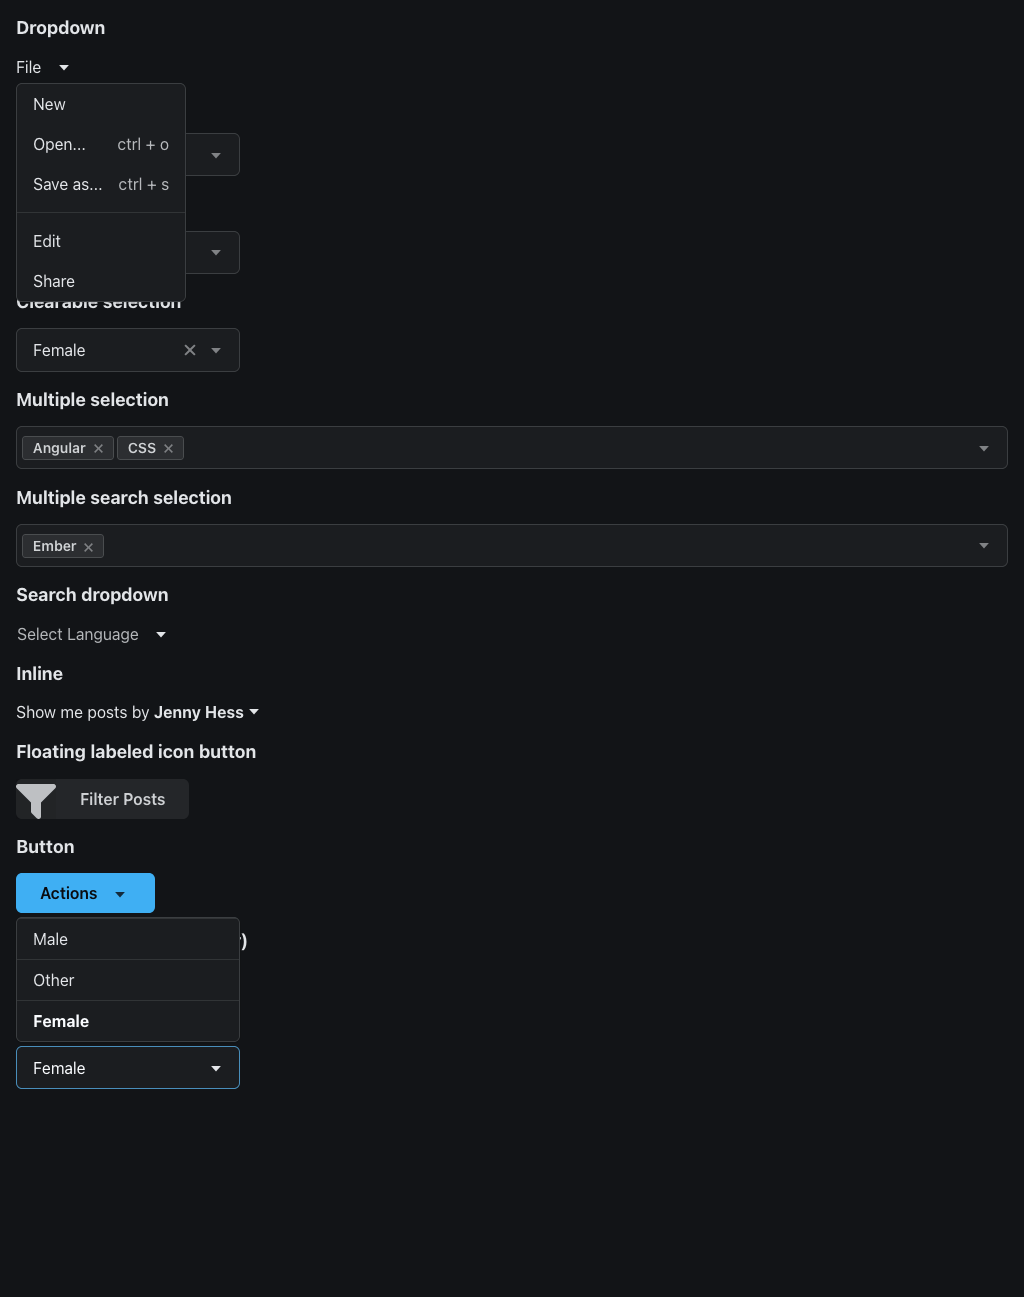 Dropdown
File
New
Open... ctrl + o
Save as... ctrl + s
Edit
Share
Clearable selection
Female
Multiple selection
Angular CSS
Multiple search selection
Ember
Search dropdown
Select Language
Inline
Show me posts by Jenny Hess
Floating labeled icon button
Filter Posts
Button
Actions
)
Male
Other
Female
Female